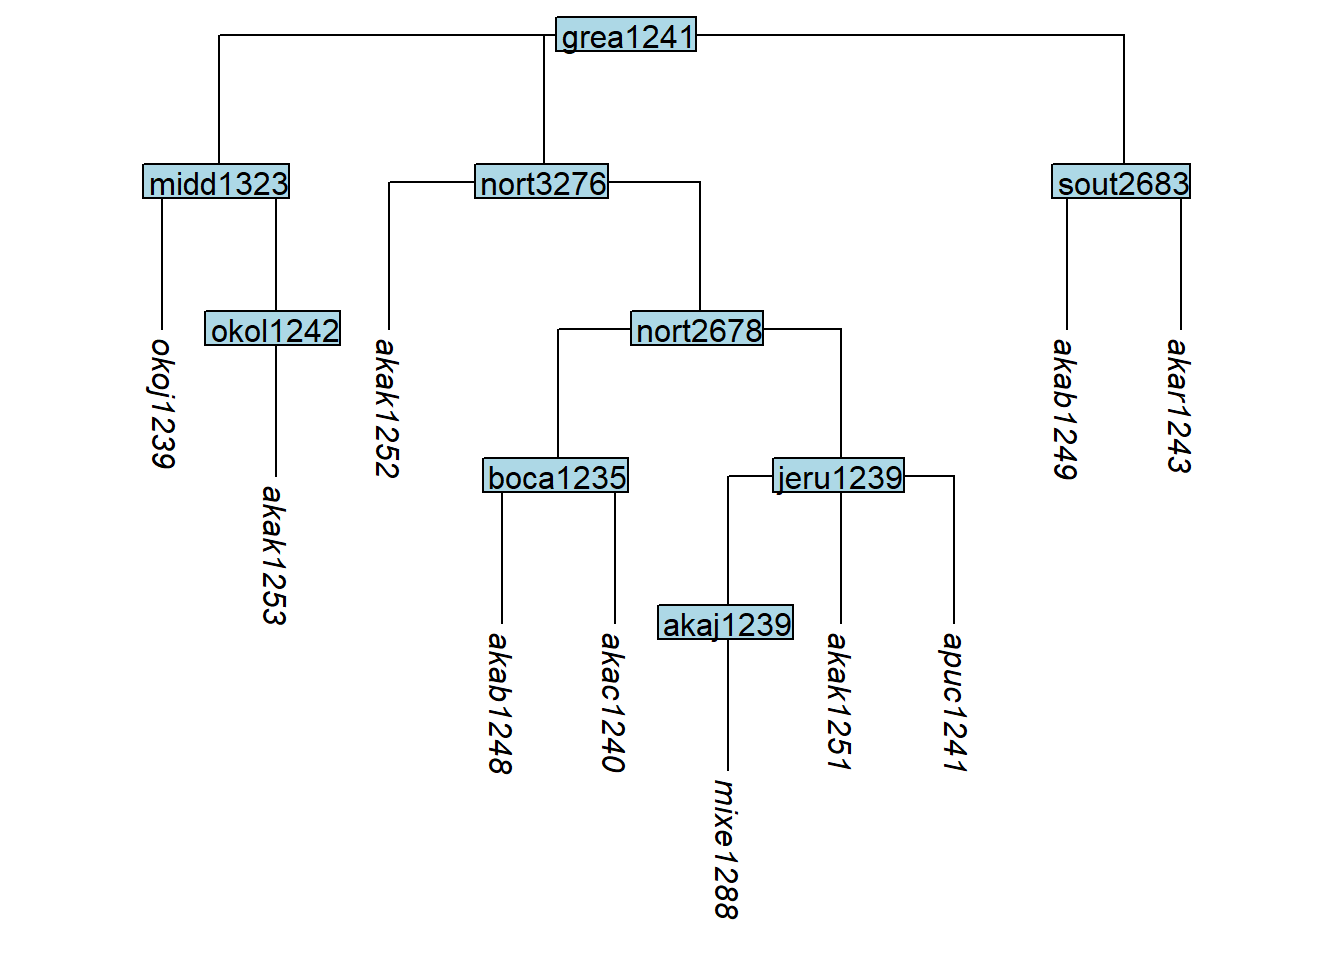 grea1241
midd1323
nort3276
sout2683
okoj1239
okol1242
akak1252
nort2678
akab1249
akar1243
akak1253
boca1235
jeru1239
akab1248
akac1240
akaj1239
akak1251
apuc1241
mixe1288